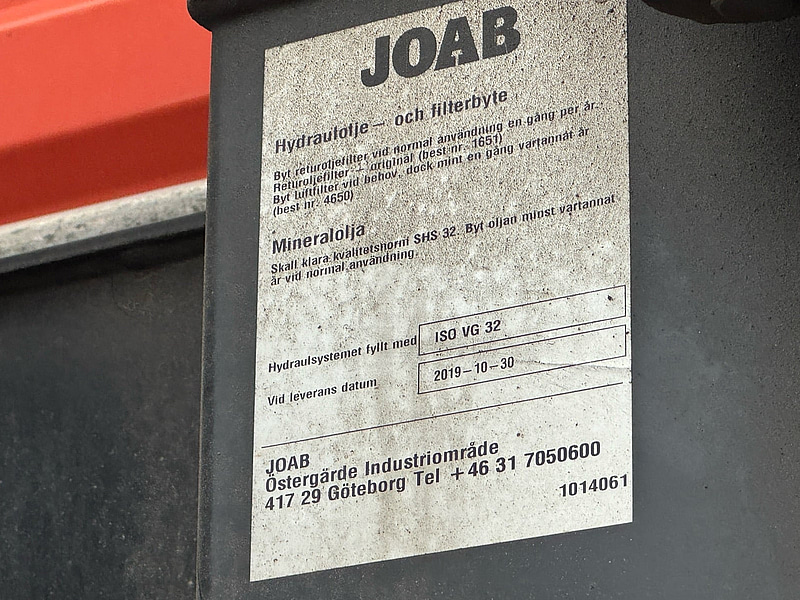 JOAB
Hydraulolje – och filterbyte
Byt returoljefilter vid normal användning en gång per år.
Returoljefilter – original (best nr. 1651)
Byt luftfilter vid behov, dock mint en gång vartannat år
(best nr. 4650)
Mineralolja
Skall klara kvalitetsnorm SHS 32. Byt oljan minst vartannat
år vid normal användning.
Hydraulsystemet fyllt med ISO VG 32
Vid leverans datum 2019–10–30
JOAB
Östergärde Industriområde
417 29 Göteborg Tel +46 31 7050600
1014061